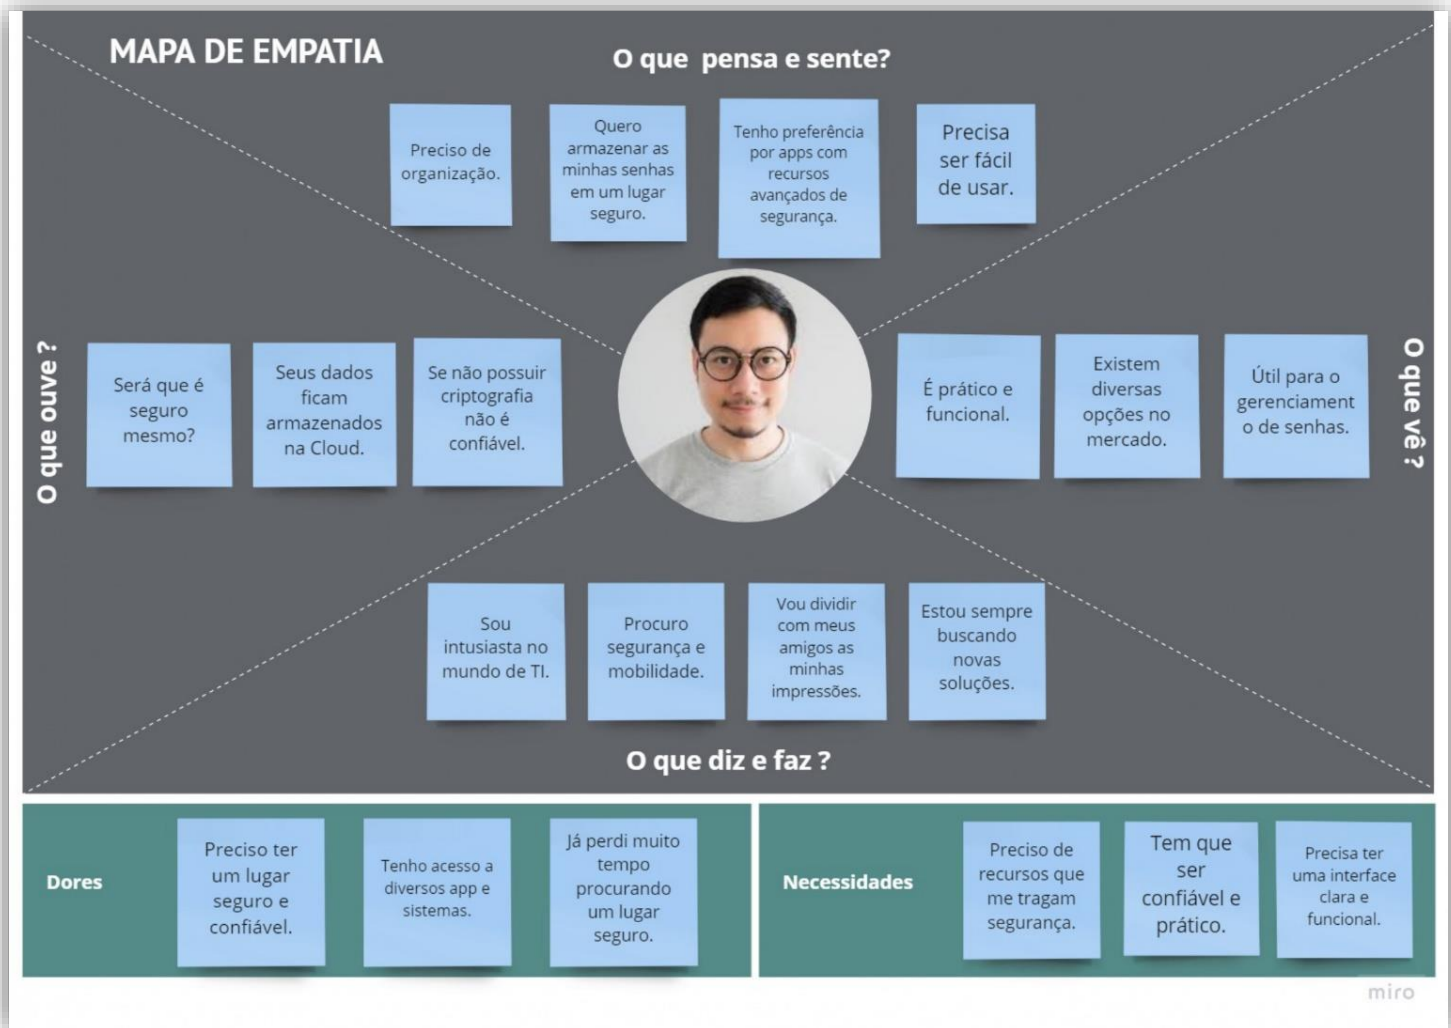 MAPA DE EMPATIA
O que pensa e sente?
Preciso de
organização.
Quero
armazenar as
minhas senhas
em um lugar
seguro.
Tenho preferência
por apps com
recursos
avançados de
segurança.
Precisa
ser fácil
de usar.
O que ouve ?
Será que é
seguro
mesmo?
Seus dados
ficam
armazenados
na Cloud.
Se não possuir
criptografia
não é
confiável.
É prático e
funcional.
Existem
diversas
opções no
mercado.
Útil para o
gerenciament
o de senhas.
O que vê ?
Sou
intusiasta no
mundo de TI.
Procuro
segurança e
mobilidade.
Vou dividir
com meus
amigos as
minhas
impressões.
Estou sempre
buscando
novas
soluções.
O que diz e faz ?
Dores
Preciso ter
um lugar
seguro e
confiável.
Tenho acesso a
diversos app e
sistemas.
Já perdi muito
tempo
procurando
um lugar
seguro.
Necessidades
Preciso de
recursos que
me tragam
segurança.
Tem que
ser
confiável e
prático.
Precisa ter
uma interface
clara e
funcional.
miro